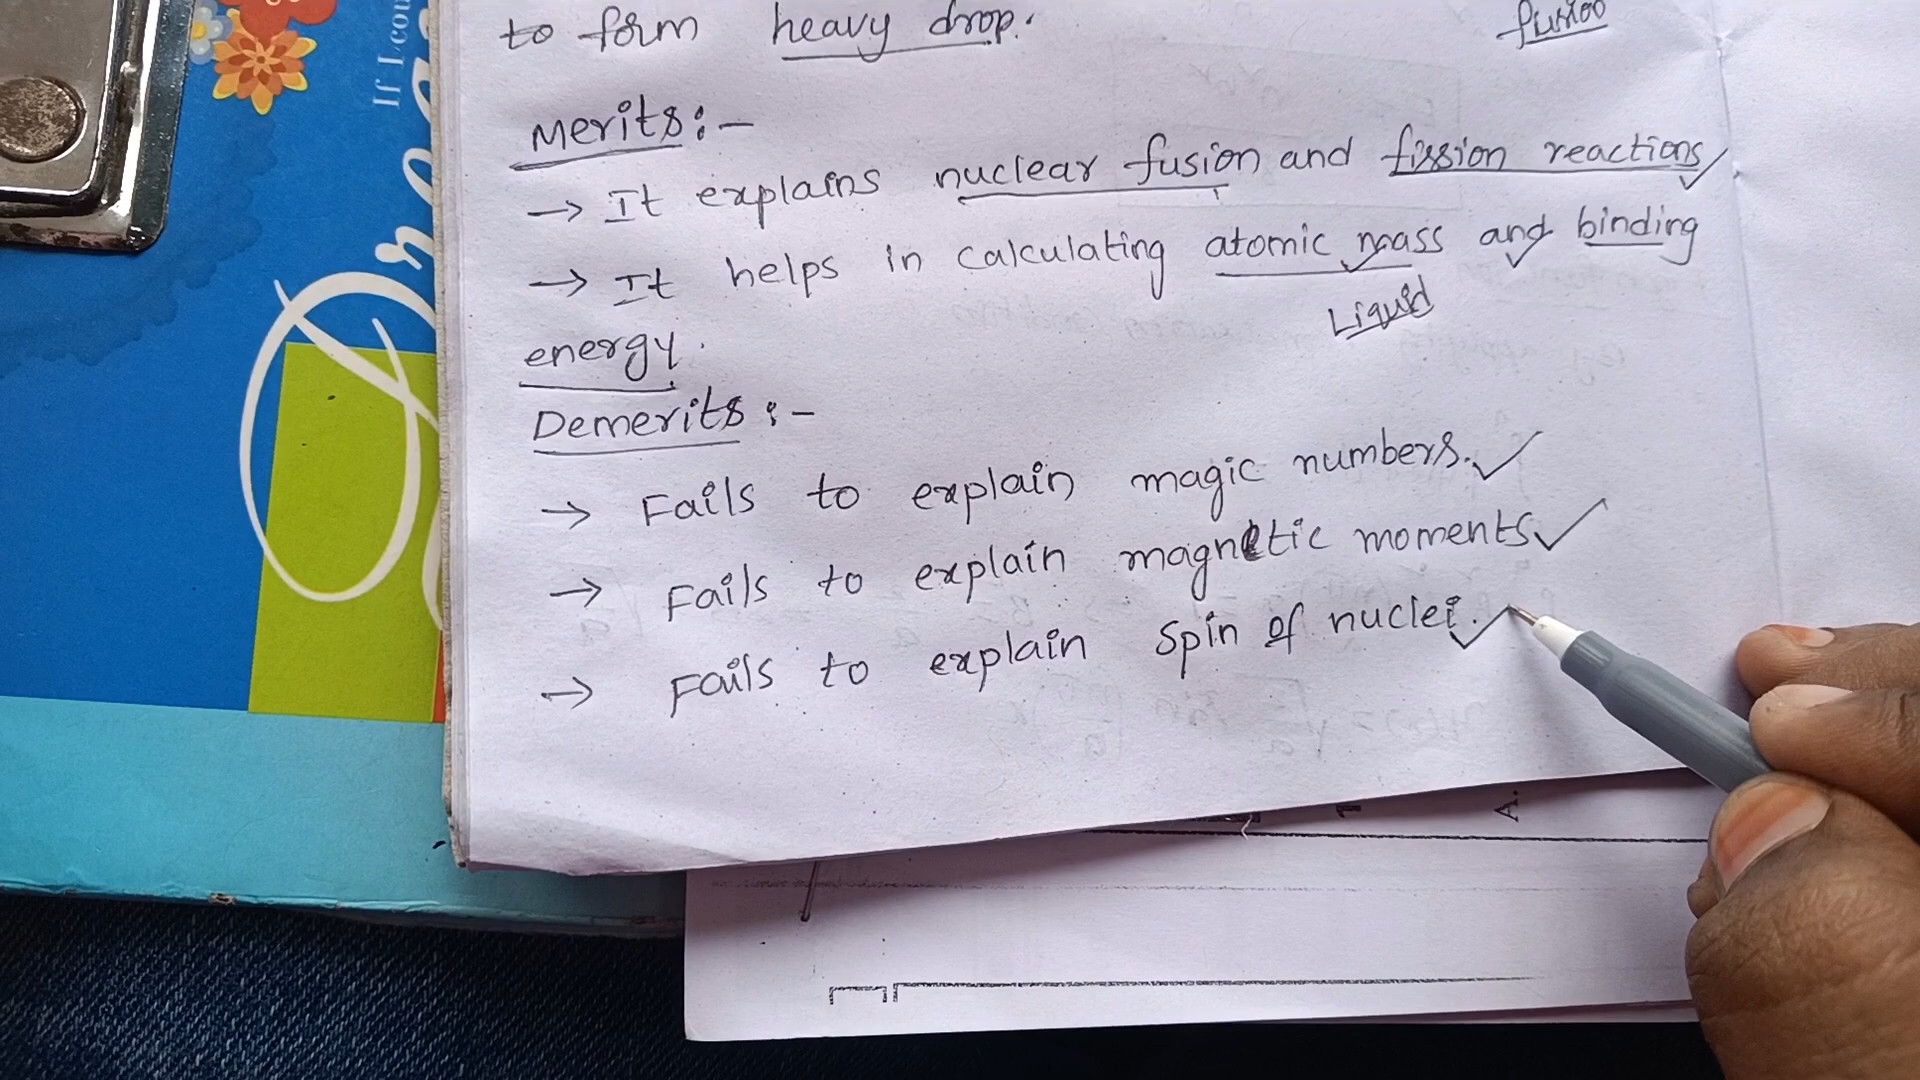 to form heavy drop.
fusion
Merits:-
→ It explains nuclear fusion and fission reactions
→ It helps in calculating atomic mass and binding
Liquid
energy.
Demerits:-
→ Fails to explain magic numbers.
→ Fails to explain magnetic moments
→ Fails to explain spin of nuclei.
A.